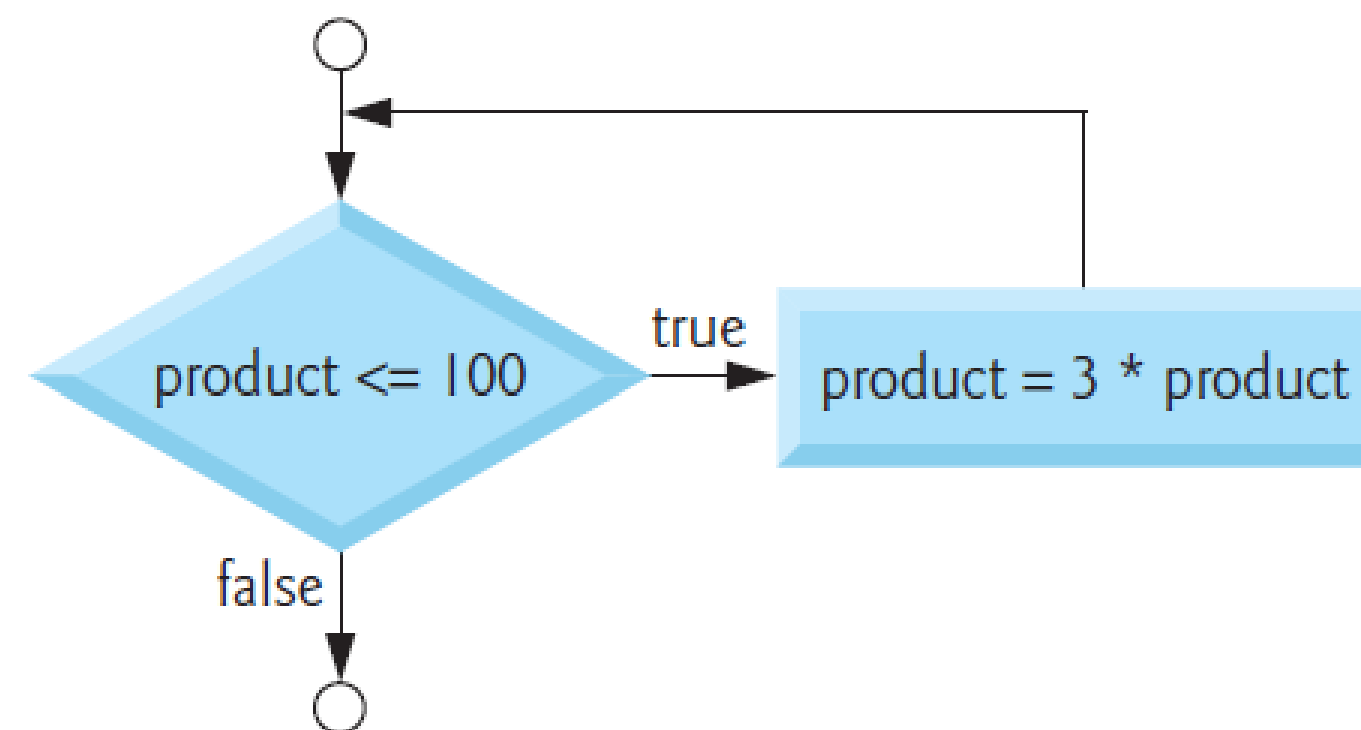 product <= 100
true
product = 3 * product
false